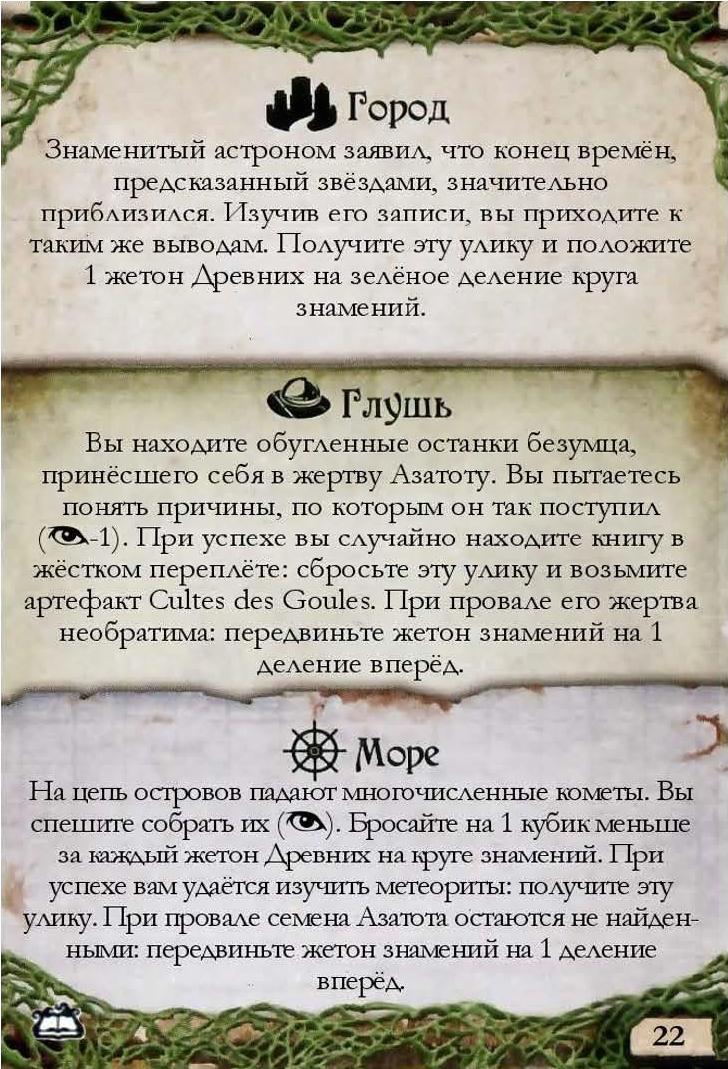 Город
Знаменитый астроном заявил, что конец времён,
предсказанный звёздами, значительно
приблизился. Изучив его записи, вы приходите к
таким же выводам. Получите эту улику и положите
1 жетон Древних на зелёное деление круга
знамений.
Глушь
Вы находите обугленные останки безумца,
принёсшего себя в жертву Азатоту. Вы пытаетесь
понять причины, по которым он так поступил
(-1). При успехе вы случайно находите книгу в
жёстком переплёте: сбросьте эту улику и возьмите
артефакт Cultes des Goules. При провале его жертва
необратима: передвиньте жетон знамений на 1
деление вперёд.
Море
На цепь островов падают многочисленные кометы. Вы
спешите собрать их (). Бросайте на 1 кубик меньше
за каждый жетон Древних на круге знамений. При
успехе вам удаётся изучить метеориты: получите эту
улику. При провале семена Азатота остаются не найден-
ными: передвиньте жетон знамений на 1 деление
вперёд.
22